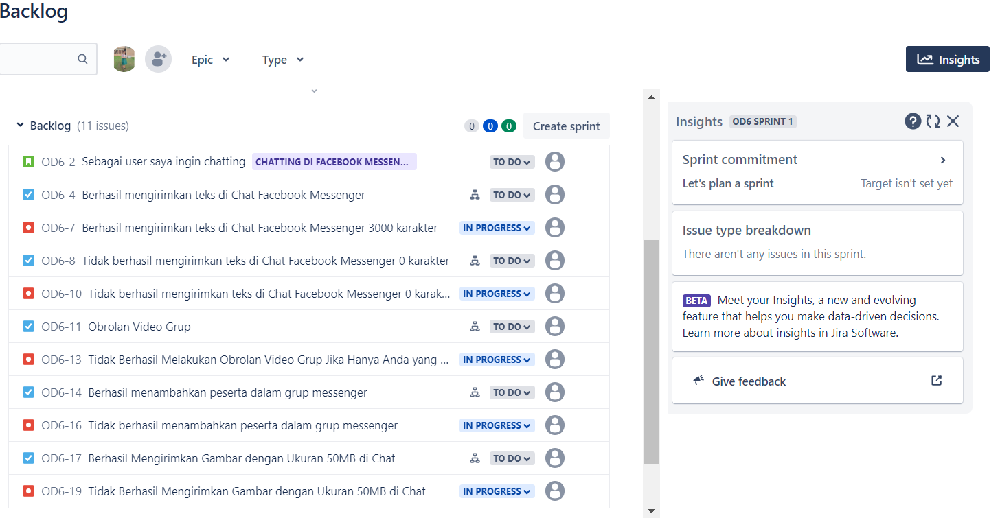 Backlog
Epic
Type
Insights
Backlog (11 issues)
0 0 0 Create sprint
OD6-2 Sebagai user saya ingin chatting CHATTING DI FACEBOOK MESSEN... TO DO
OD6-4 Berhasil mengirimkan teks di Chat Facebook Messenger TO DO
OD6-7 Berhasil mengirimkan teks di Chat Facebook Messenger 3000 karakter IN PROGRESS
OD6-8 Tidak berhasil mengirimkan teks di Chat Facebook Messenger 0 karakter TO DO
OD6-10 Tidak berhasil mengirimkan teks di Chat Facebook Messenger 0 karak... IN PROGRESS
OD6-11 Obrolan Video Grup TO DO
OD6-13 Tidak Berhasil Melakukan Obrolan Video Grup Jika Hanya Anda yang ... IN PROGRESS
OD6-14 Berhasil menambahkan peserta dalam grup messenger TO DO
OD6-16 Tidak berhasil menambahkan peserta dalam grup messenger IN PROGRESS
OD6-17 Berhasil Mengirimkan Gambar dengan Ukuran 50MB di Chat TO DO
OD6-19 Tidak Berhasil Mengirimkan Gambar dengan Ukuran 50MB di Chat IN PROGRESS
Insights OD6 SPRINT 1
Sprint commitment
Let's plan a sprint Target isn't set yet
Issue type breakdown
There aren't any issues in this sprint.
BETA Meet your Insights, a new and evolving
feature that helps you make data-driven decisions.
Learn more about insights in Jira Software.
Give feedback